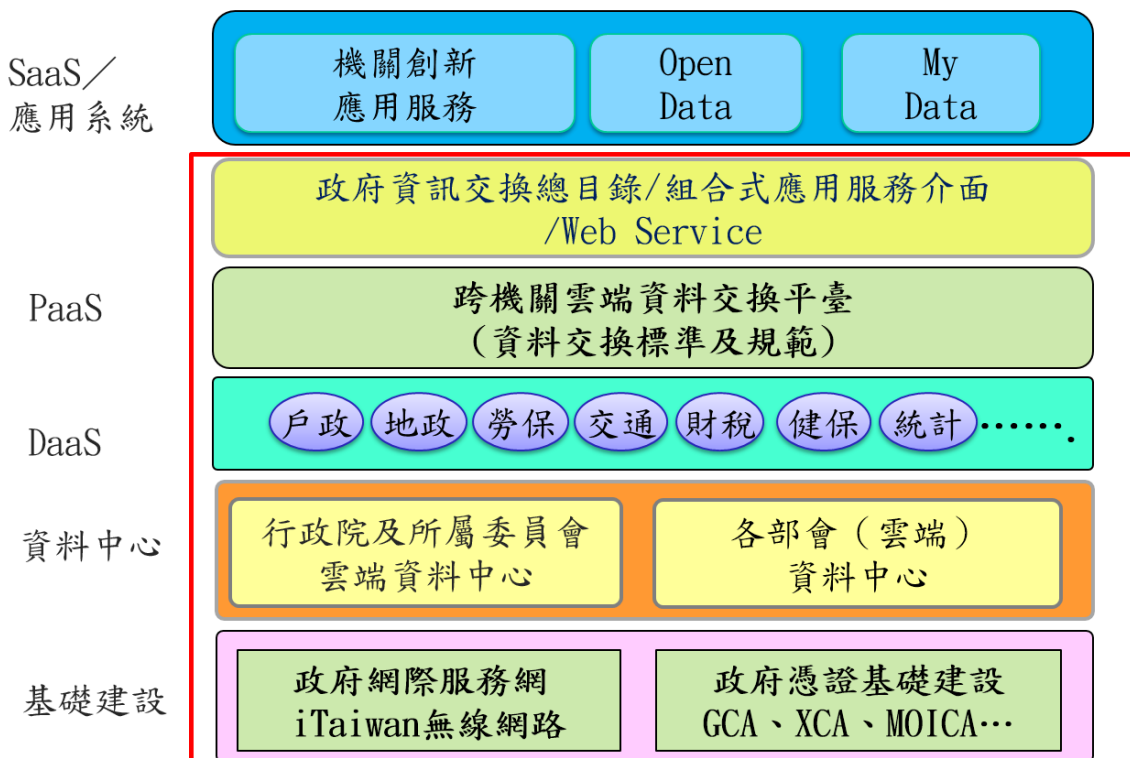 SaaS／
應用系統
機關創新
應用服務
Open
Data
My
Data
政府資訊交換總目錄/組合式應用服務介面
/Web Service
PaaS
跨機關雲端資料交換平臺
（資料交換標準及規範）
DaaS
戶政 地政 勞保 交通 財稅 健保 統計…….
資料中心
行政院及所屬委員會
雲端資料中心
各部會（雲端）
資料中心
基礎建設
政府網際服務網
iTaiwan無線網路
政府憑證基礎建設
GCA、XCA、MOICA…